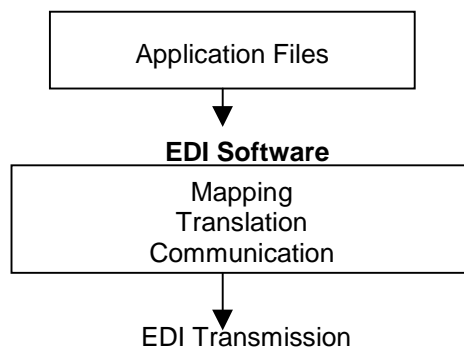 Application Files
EDI Software
Mapping
Translation
Communication
EDI Transmission